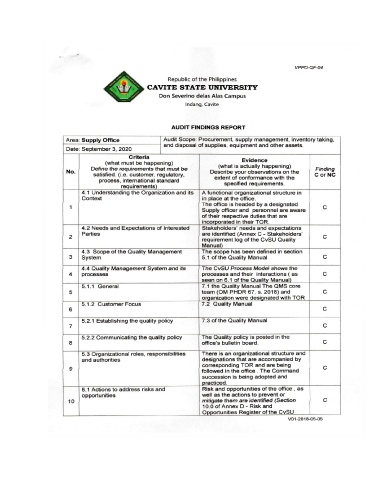 VPPD-QF-04
Republic of the Philippines
CAVITE STATE UNIVERSITY
Don Severino delas Alas Campus
Indang, Cavite
AUDIT FINDINGS REPORT
Area: Supply Office
Audit Scope: Procurement, supply management, inventory taking, and disposal of supplies, equipment and other assets.
Date: September 3, 2020
No.
Criteria
(what must be happening)
Define the requirements that must be
satisfied. (i.e. customer, regulatory,
process, international standard
requirements)
Evidence
(what is actually happening)
Describe your observations on the
extent of conformance with the
specified requirements.
Finding
C or NC
1
4.1 Understanding the Organization and its
Context
A functional organizational structure in
in place at the office.
The office is headed by a designated
Supply officer and personnel are aware
of their respective duties that are
incorporated in their TOR.
C
2
4.2 Needs and Expectations of Interested
Parties
Stakeholders' needs and expectations
are identified (Annex C - Stakeholders'
requirement log of the CvSU Quality
Manual)
C
3
4.3 Scope of the Quality Management
System
The scope has been defined in section
5.1 of the Quality Manual
C
4
4.4 Quality Management System and its
processes
The CvSU Process Model shows the
processes and their interactions ( as
seen on 6.1 of the Quality Manual)
C
5
5.1.1 General
7.1 the Quality Manual The QMS core
team (OM PHDR 67, s. 2018) and
organization were designated with TOR
C
6
5.1.2 Customer Focus
7.2 Quality Manual
C
7
5.2.1 Establishing the quality policy
7.3 of the Quality Manual
C
8
5.2.2 Communicating the quality policy
The Quality policy is posted in the
office's bulletin board.
C
9
5.3 Organizational roles, responsibilities
and authorities
There is an organizational structure and
designations that are accompanied by
corresponding TOR and are being
followed in the office . The Command
succession is being adopted and
practiced.
C
10
6.1 Actions to address risks and
opportunities
Risk and opportunities of the office , as
well as the actions to prevent or
mitigate them are identified (Section
10.0 of Annex D - Risk and
Opportunities Register of the CvSU
C
V01-2018-05-05